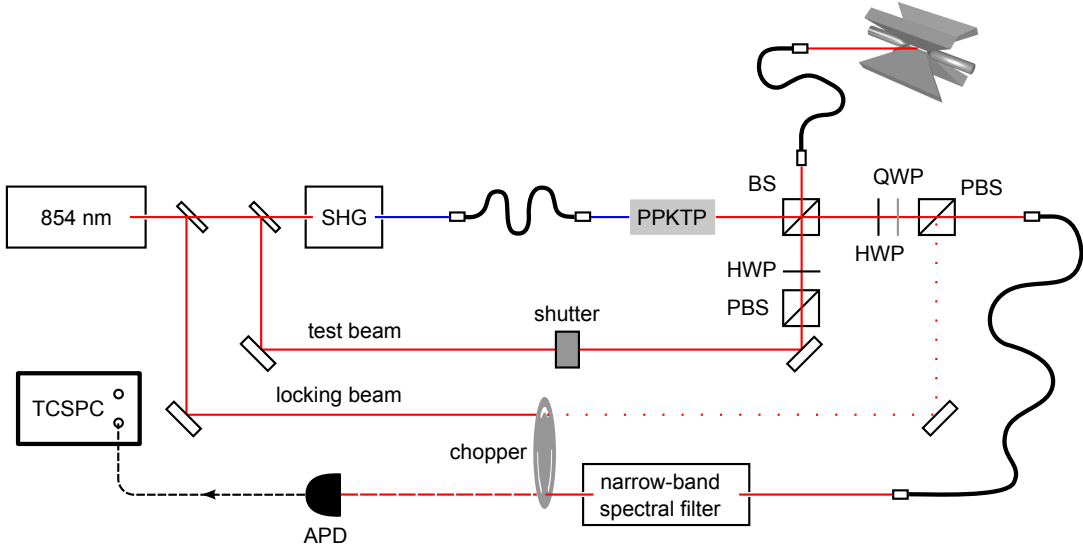 BS
QWP
PBS
854 nm
SHG
PPKTP
HWP
HWP
PBS
shutter
test beam
locking beam
TCSPC
chopper
narrow-band
spectral filter
APD